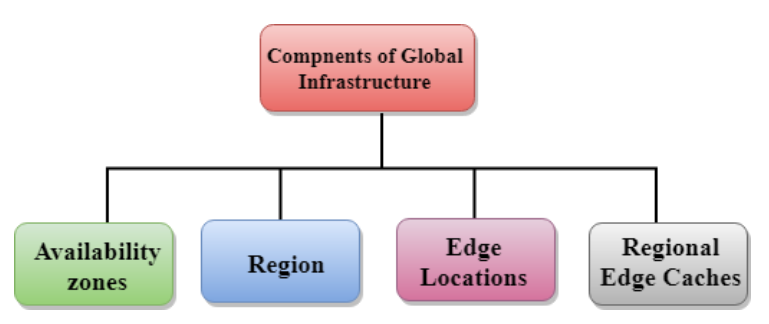 Compnents of Global
Infrastructure
Availability
zones
Region
Edge
Locations
Regional
Edge Caches